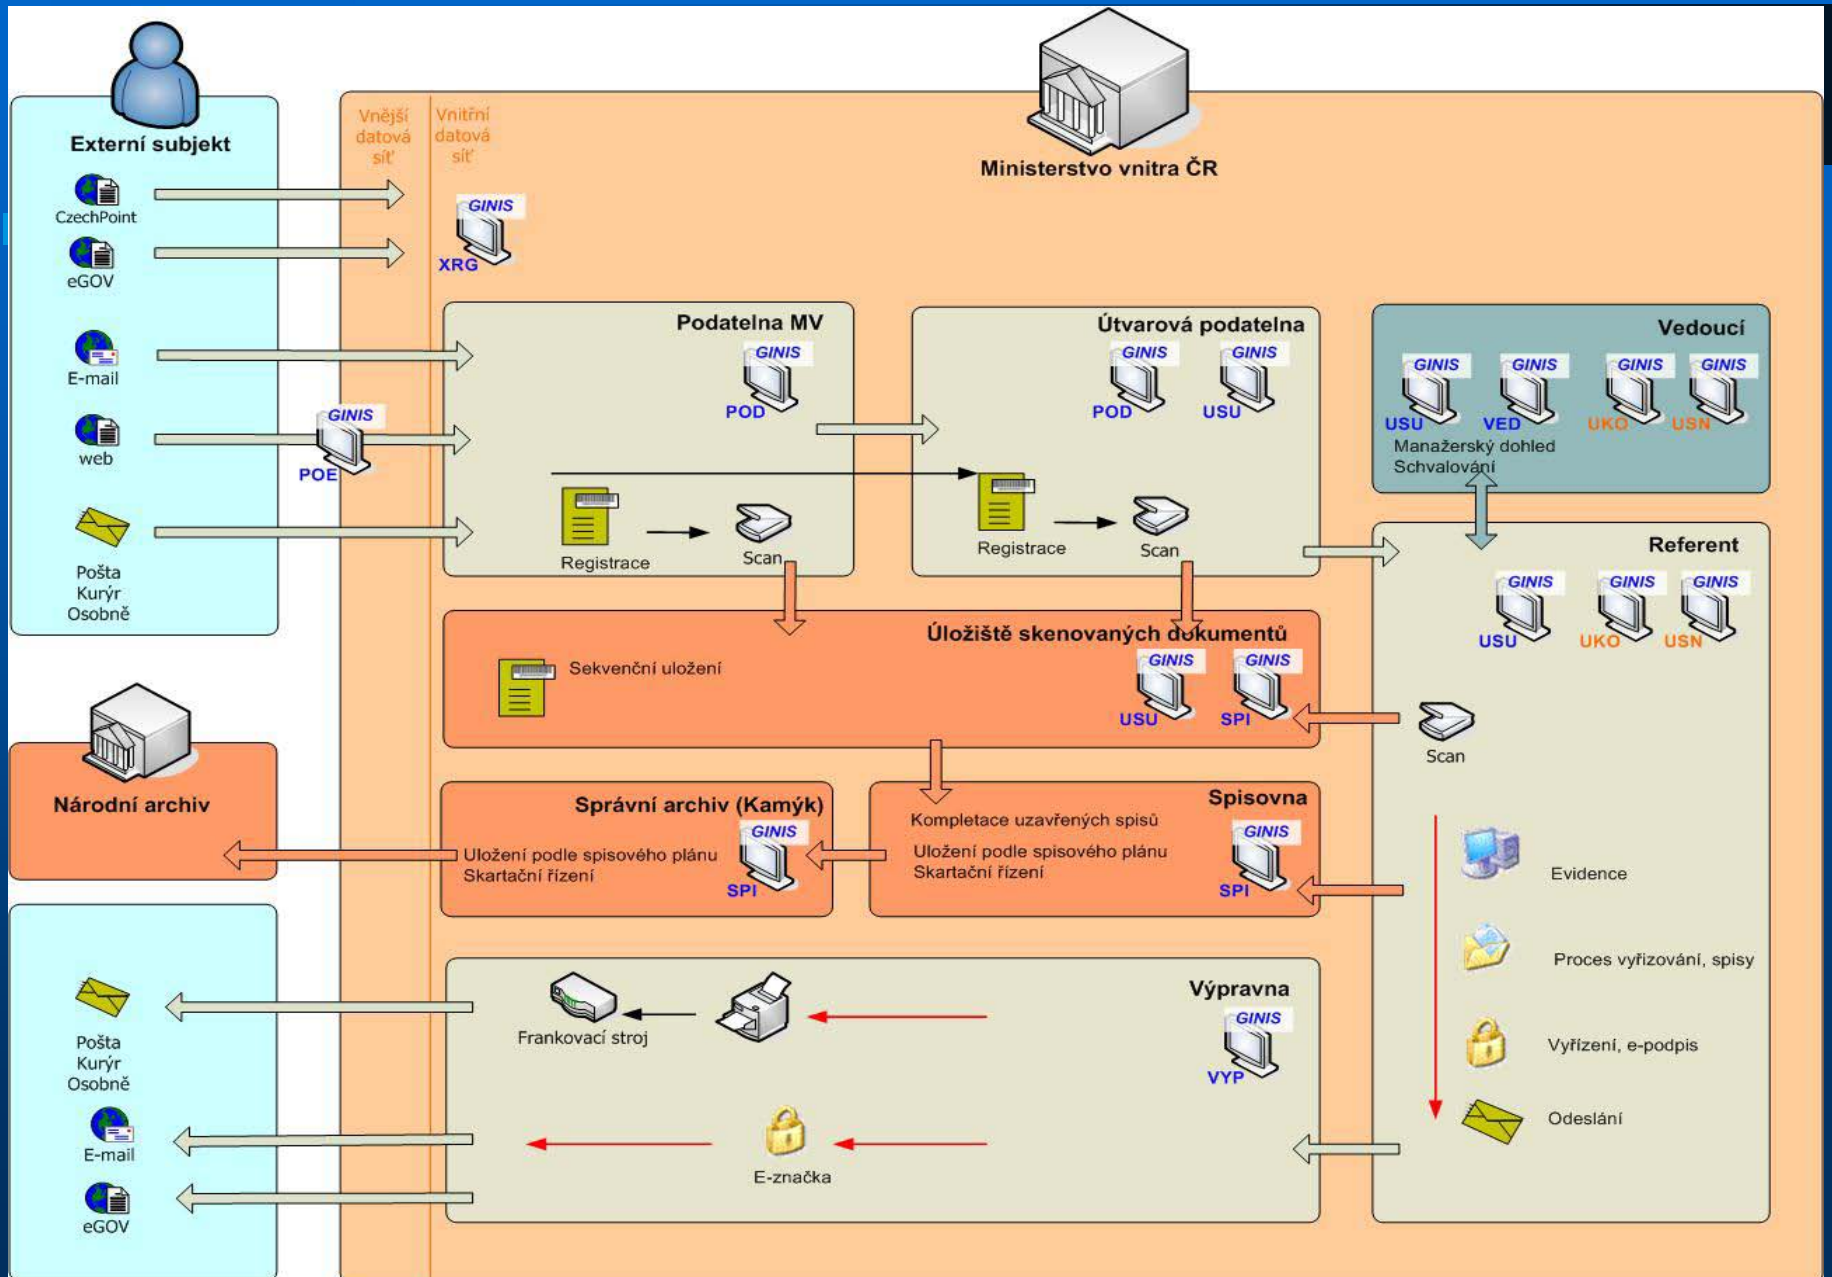 Externí subjekt
CzechPoint
eGOV
E-mail
web
Pošta
Kurýr
Osobně
Vnější
datová
síť
Vnitřní
datová
síť
Ministerstvo vnitra ČR
GINIS
XRG
GINIS
POE
Podatelna MV
GINIS
POD
Registrace
Scan
Útvarová podatelna
GINIS
POD
GINIS
USU
Registrace
Scan
Vedoucí
GINIS
USU
GINIS
VED
GINIS
UKO
GINIS
USN
Manažerský dohled
Schvalování
Referent
GINIS
USU
GINIS
UKO
GINIS
USN
Scan
Evidence
Proces vyřizování, spisy
Vyřízení, e-podpis
Odeslání
Úložiště skenovaných dokumentů
Sekvenční uložení
GINIS
USU
GINIS
SPI
Spisovna
Kompletace uzavřených spisů
Uložení podle spisového plánu
Skartační řízení
GINIS
SPI
Správní archiv (Kamýk)
Uložení podle spisového plánu
Skartační řízení
GINIS
SPI
Národní archiv
Výpravna
GINIS
VYP
Frankovací stroj
E-značka
Pošta
Kurýr
Osobně
E-mail
eGOV